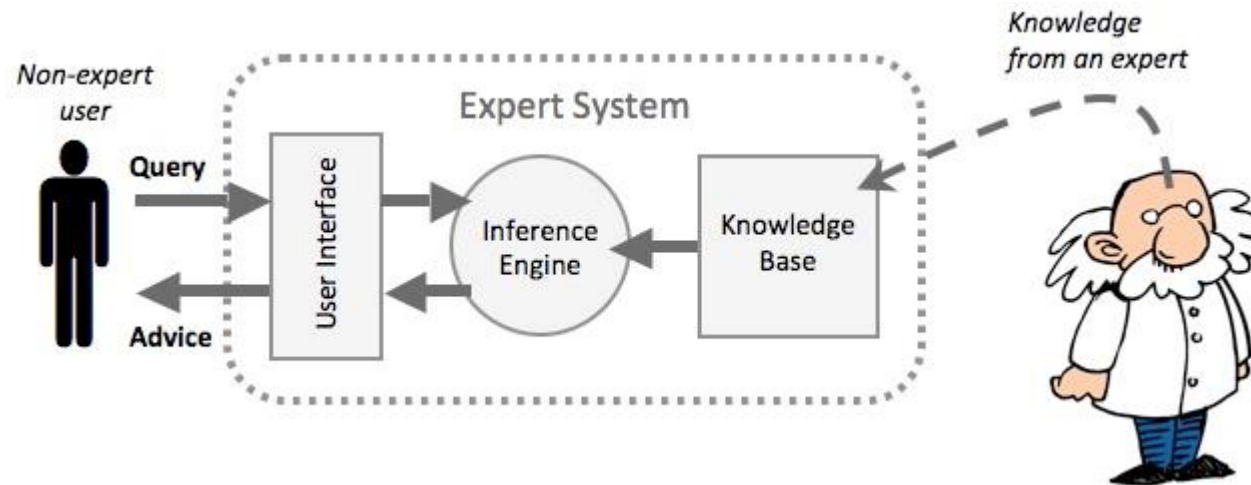 Non-expert
user
Query
Advice
Expert System
User Interface
Inference
Engine
Knowledge
Base
Knowledge
from an expert